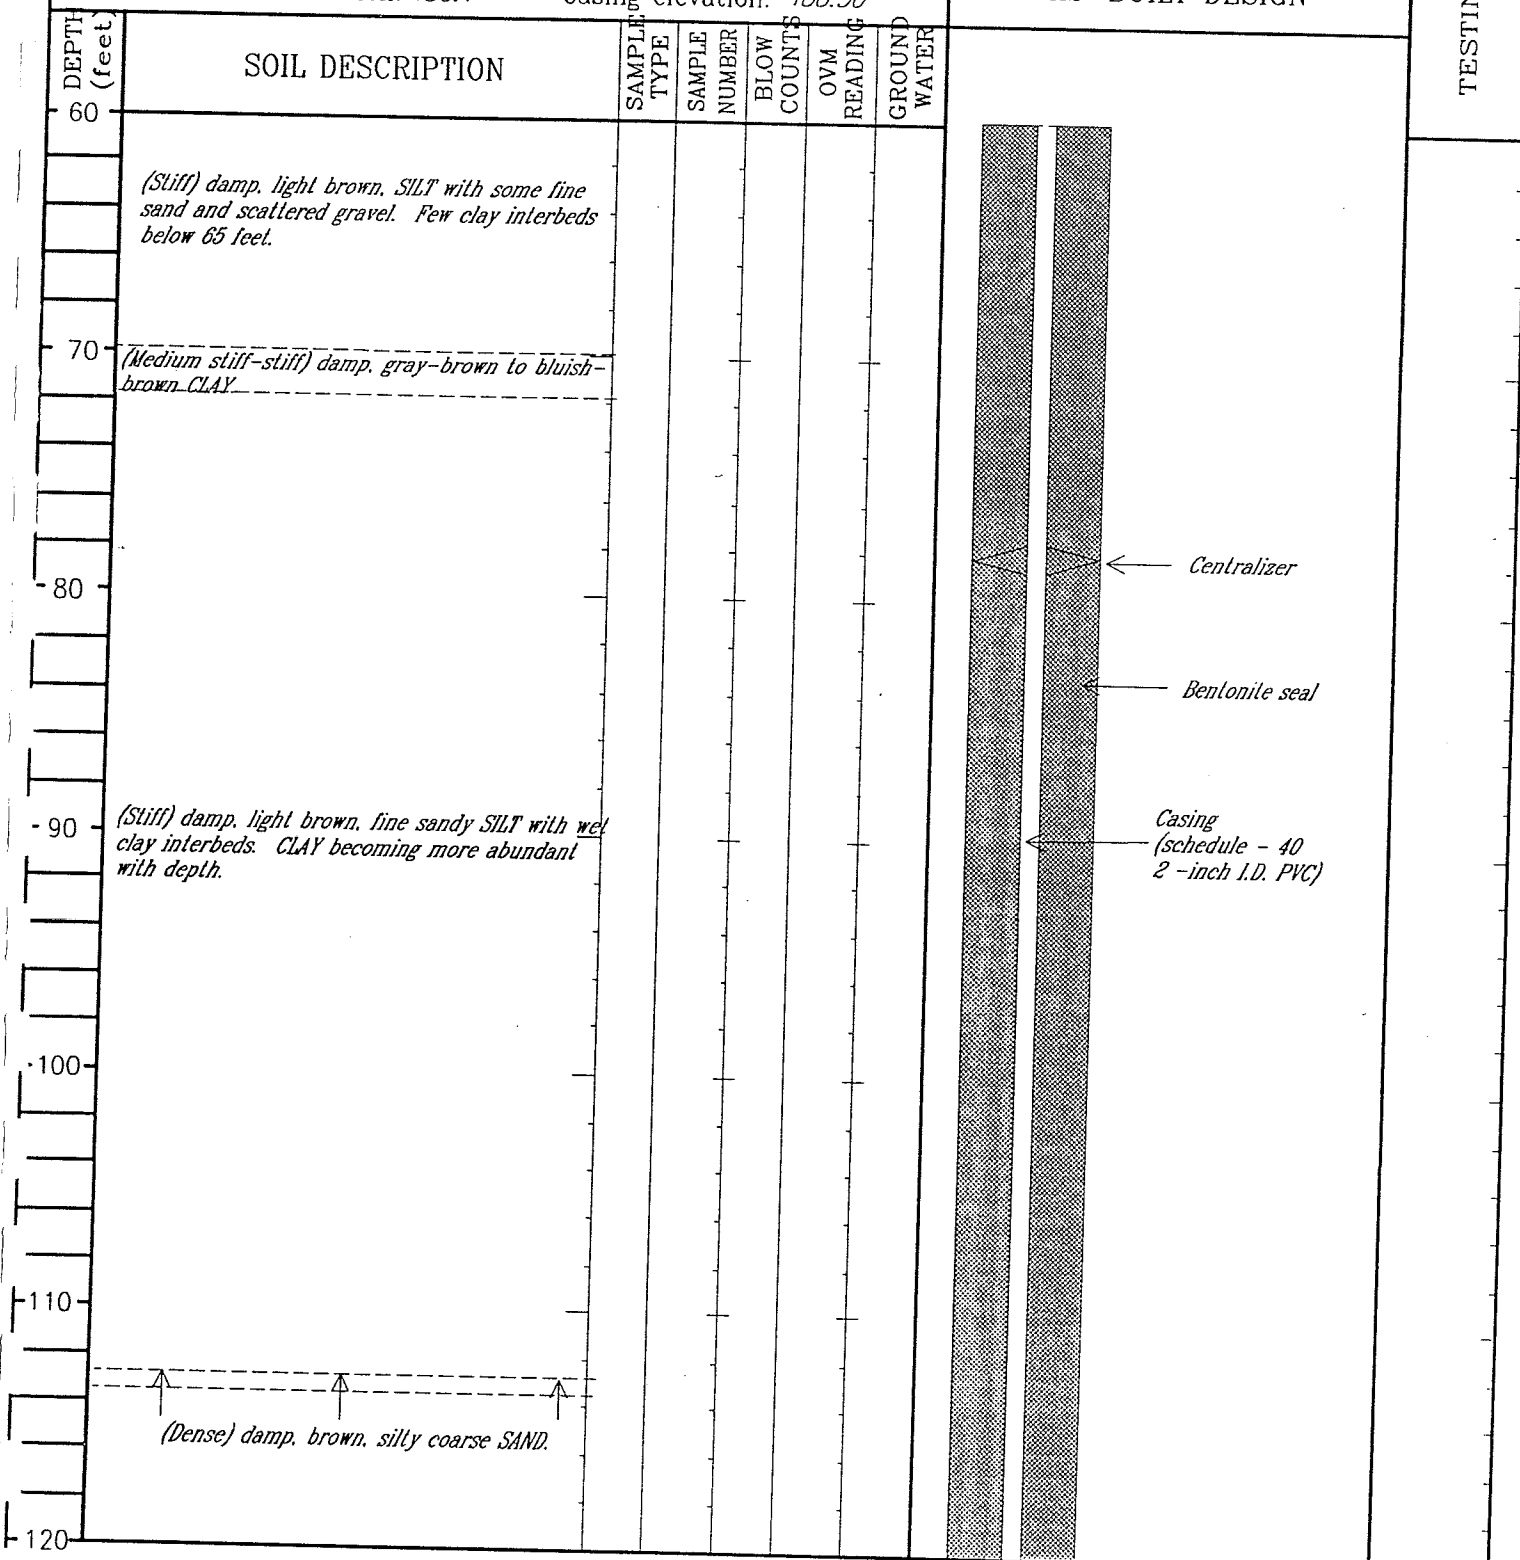 Casing elevation:
DEPTH
(feet)
SOIL DESCRIPTION
SAMPLE
TYPE
SAMPLE
NUMBER
BLOW
COUNTS
OVM
READING
GROUND
WATER
BUILT DESIGN
TESTIN
60
(Stiff) damp, light brown, SILT with some fine
sand and scattered gravel. Few clay interbeds
below 65 feet.
70
(Medium stiff-stiff) damp, gray-brown to bluish-
brown CLAY
80
Centralizer
Bentonite seal
90
(Stiff) damp, light brown, fine sandy SILT with wet
clay interbeds. CLAY becoming more abundant
with depth.
Casing
(schedule - 40
2 -inch I.D. PVC)
100
110
(Dense) damp, brown, silty coarse SAND.
120